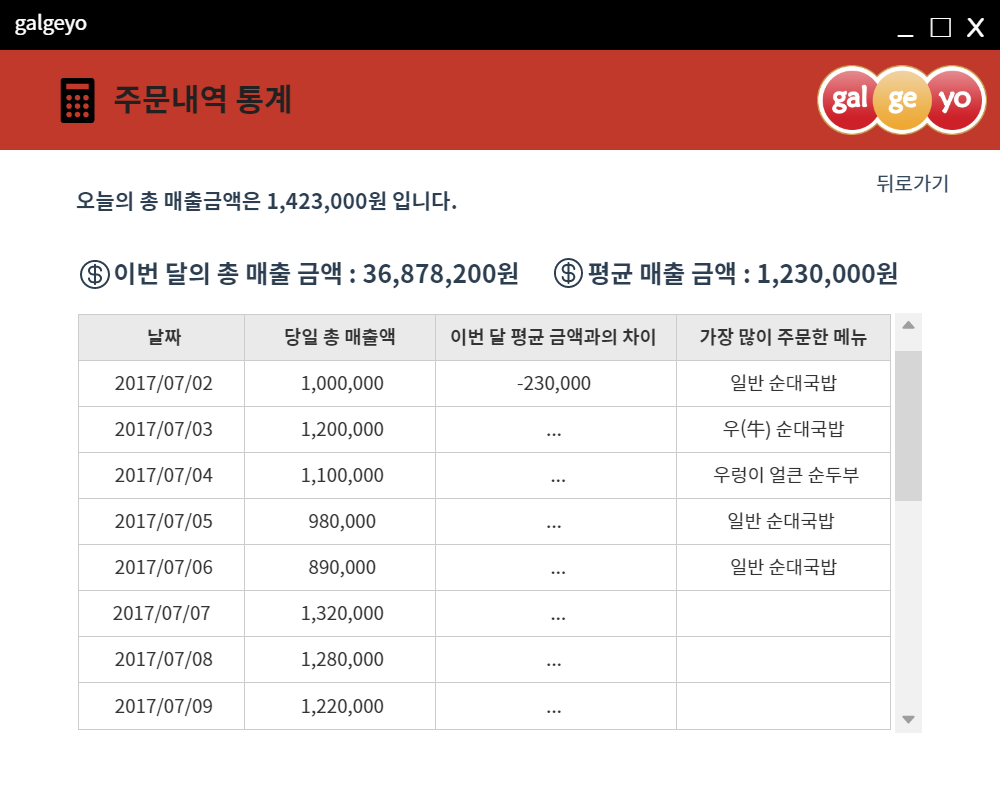 galgeyo
주문내역 통계
gal ge yo
뒤로가기
오늘의 총 매출금액은 1,423,000원 입니다.
이번 달의 총 매출 금액 : 36,878,200원 평균 매출 금액 : 1,230,000원
날짜 당일 총 매출액 이번 달 평균 금액과의 차이 가장 많이 주문한 메뉴
2017/07/02 1,000,000 -230,000 일반 순대국밥
2017/07/03 1,200,000 ... 우(牛) 순대국밥
2017/07/04 1,100,000 ... 우렁이 얼큰 순두부
2017/07/05 980,000 ... 일반 순대국밥
2017/07/06 890,000 ... 일반 순대국밥
2017/07/07 1,320,000 ...
2017/07/08 1,280,000 ...
2017/07/09 1,220,000 ...